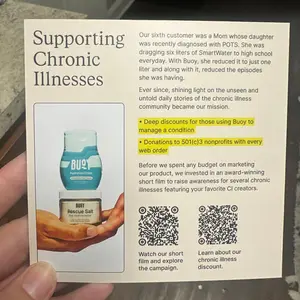 Supporting
Chronic
Illnesses
Our sixth customer was a Mom whose daughter
was recently diagnosed with POTS. She was
dragging six liters of SmartWater to high school
everyday. With Buoy, she reduced it to just one
liter and along with it, reduced the episodes
she was having.
Ever since, shining light on the unseen and
untold daily stories of the chronic illness
community became our mission.
• Deep discounts for those using Buoy to
manage a condition
• Donations to 501(c)3 nonprofits with every
web order
Before we spent any budget on marketing
our product, we invested in an award-winning
short film to raise awareness for several chronic
illnesses featuring your favorite CI creators.
BUOY
BUOY
Rescue Salt
Watch our short
film and explore
the campaign.
Learn about our
chronic illness
discount.